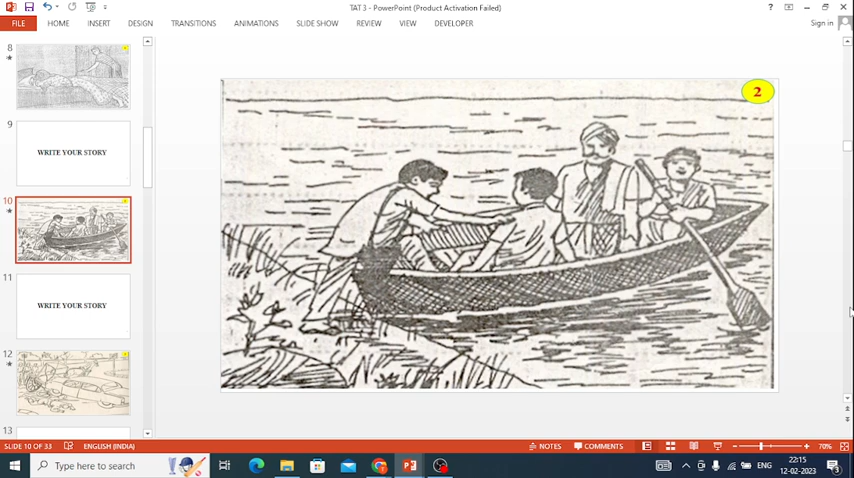 TAT 3 - PowerPoint (Product Activation Failed)
FILE HOME INSERT DESIGN TRANSITIONS ANIMATIONS SLIDE SHOW REVIEW VIEW DEVELOPER Sign in
8
9
WRITE YOUR STORY
10
11
WRITE YOUR STORY
12
13
2
SLIDE 10 OF 33 ENGLISH (INDIA) NOTES COMMENTS 70%
Type here to search
ENG
22:15
12-02-2023
3